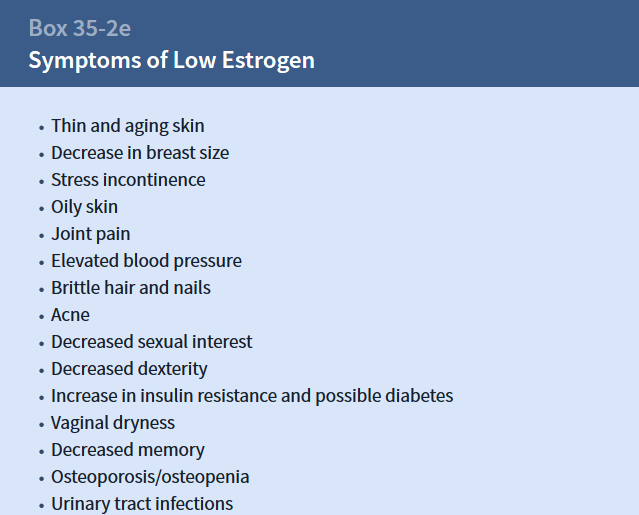 Box 35-2e
Symptoms of Low Estrogen
• Thin and aging skin
• Decrease in breast size
• Stress incontinence
• Oily skin
• Joint pain
• Elevated blood pressure
• Brittle hair and nails
• Acne
• Decreased sexual interest
• Decreased dexterity
• Increase in insulin resistance and possible diabetes
• Vaginal dryness
• Decreased memory
• Osteoporosis/osteopenia
• Urinary tract infections